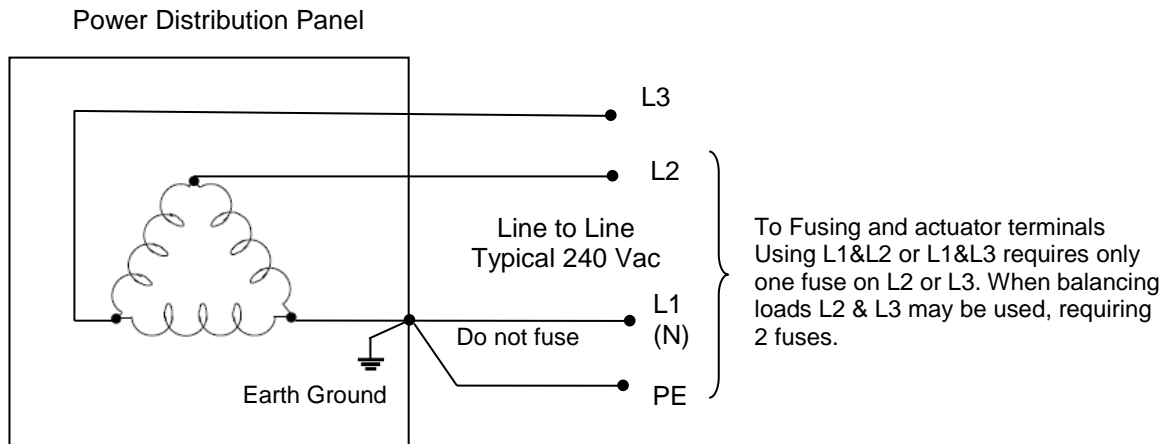 Power Distribution Panel
L3
L2
Line to Line
Typical 240 Vac
To Fusing and actuator terminals
Using L1&L2 or L1&L3 requires only
one fuse on L2 or L3. When balancing
loads L2 & L3 may be used, requiring
2 fuses.
L1
(N)
Do not fuse
Earth Ground
PE